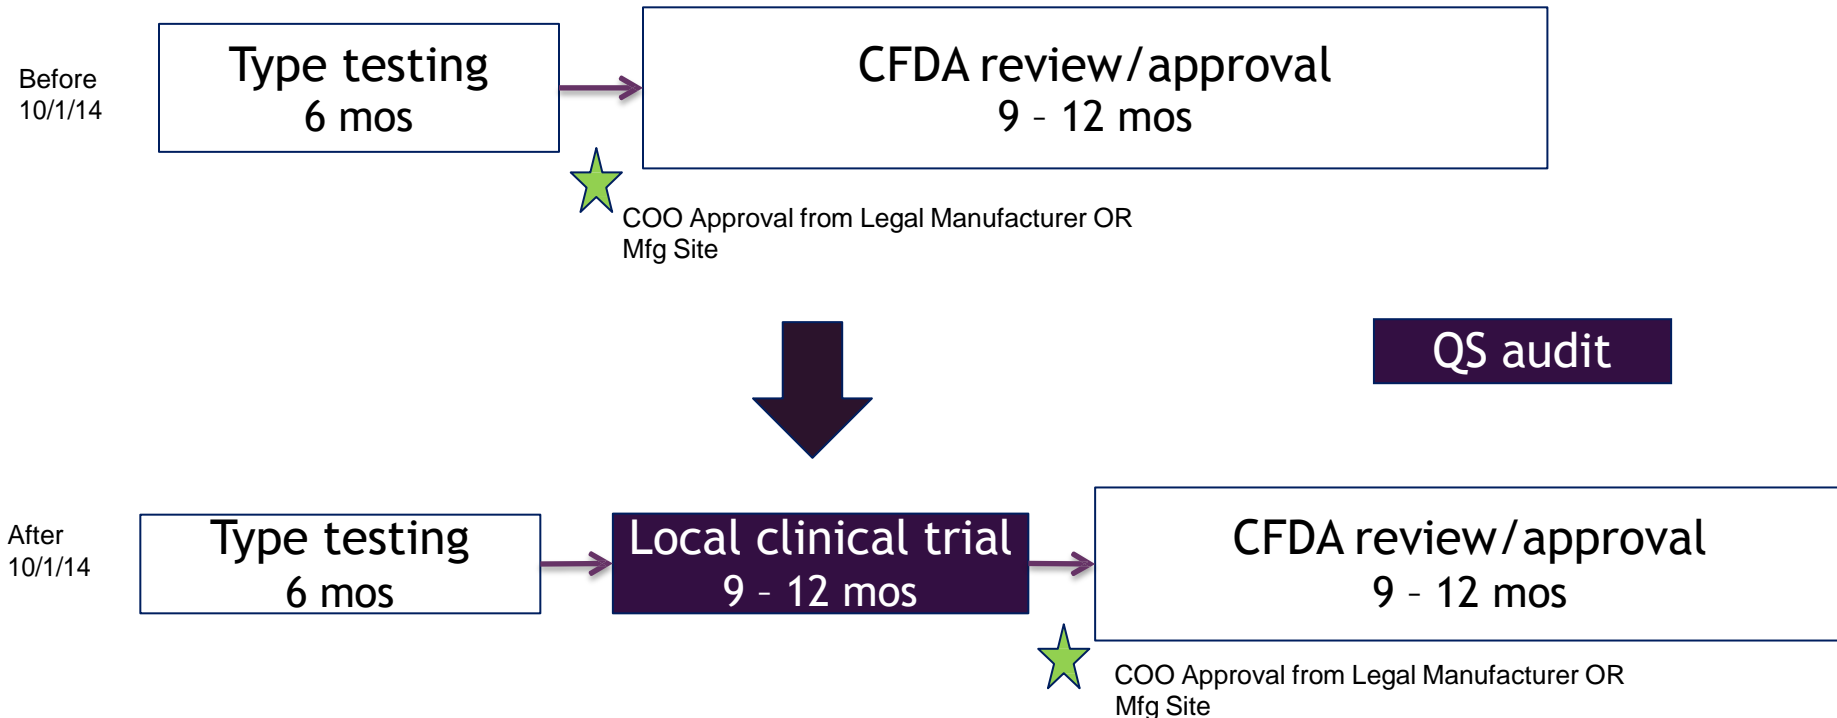 Before
10/1/14
Type testing
6 mos
CFDA review/approval
9 – 12 mos
COO Approval from Legal Manufacturer OR
Mfg Site
QS audit
After
10/1/14
Type testing
6 mos
Local clinical trial
9 – 12 mos
CFDA review/approval
9 – 12 mos
COO Approval from Legal Manufacturer OR
Mfg Site